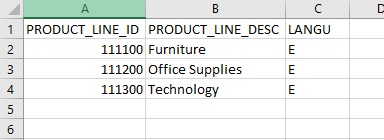 A B C D
1 PRODUCT_LINE_ID PRODUCT_LINE_DESC LANGU
2 111100 Furniture E
3 111200 Office Supplies E
4 111300 Technology E
5
6